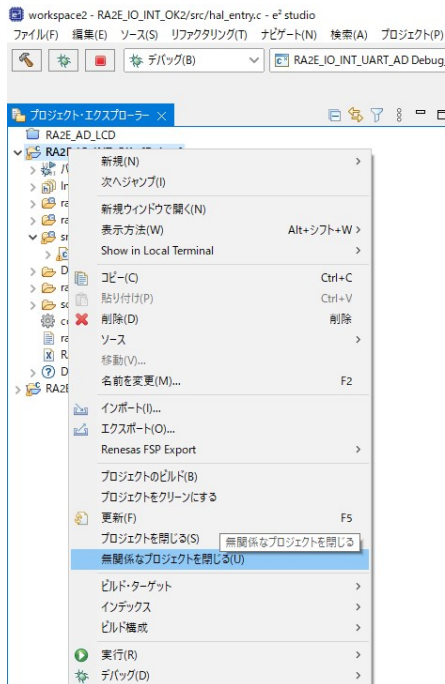 workspace2 - RA2E_IO_INT_OK2/src/hal_entry.c - e² studio
ファイル(F) 編集(E) ソース(S) リファクタリング(T) ナビゲート(N) 検索(A) プロジェクト(P)
デバッグ(B) RA2E_IO_INT_UART_AD Debug_
プロジェクト・エクスプローラー
RA2E_AD_LCD
新規(N)
次へジャンプ(I)
新規ウィンドウで開く(N)
表示方法(W) Alt+シフト+W >
Show in Local Terminal
コピー(C) Ctrl+C
貼り付け(P) Ctrl+V
削除(D) 削除
ソース
移動(V)...
名前を変更(M)... F2
インポート(I)...
エクスポート(O)...
Renesas FSP Export
プロジェクトのビルド(B)
プロジェクトをクリーンにする
更新(F) F5
プロジェクトを閉じる(S) 無関係なプロジェクトを閉じる
無関係なプロジェクトを閉じる(U)
ビルド・ターゲット
インデックス
ビルド構成
実行(R)
デバッグ(D)